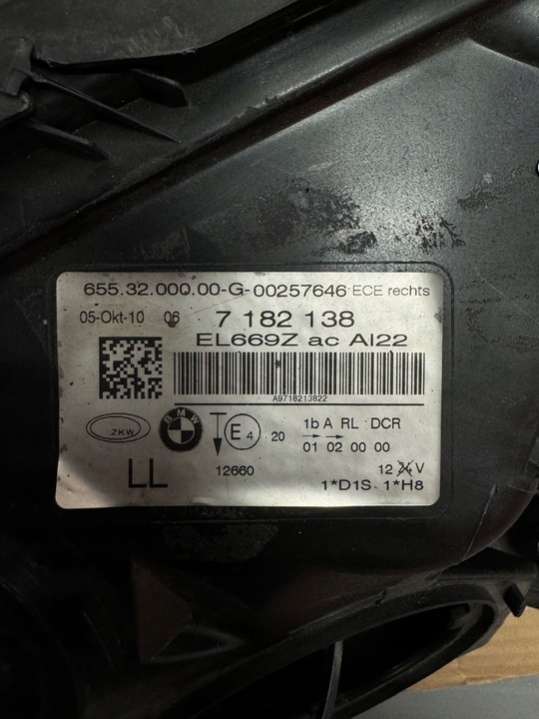 655.32.000.00-G-00257646 ECE rechts
05-Okt-10 06 7 182 138
EL669Z ac AI22
A9718213822
ZKW BMW E4 20 1b A RL DCR
01 02 00 00
LL 12660 12 V
1*D1S 1*H8